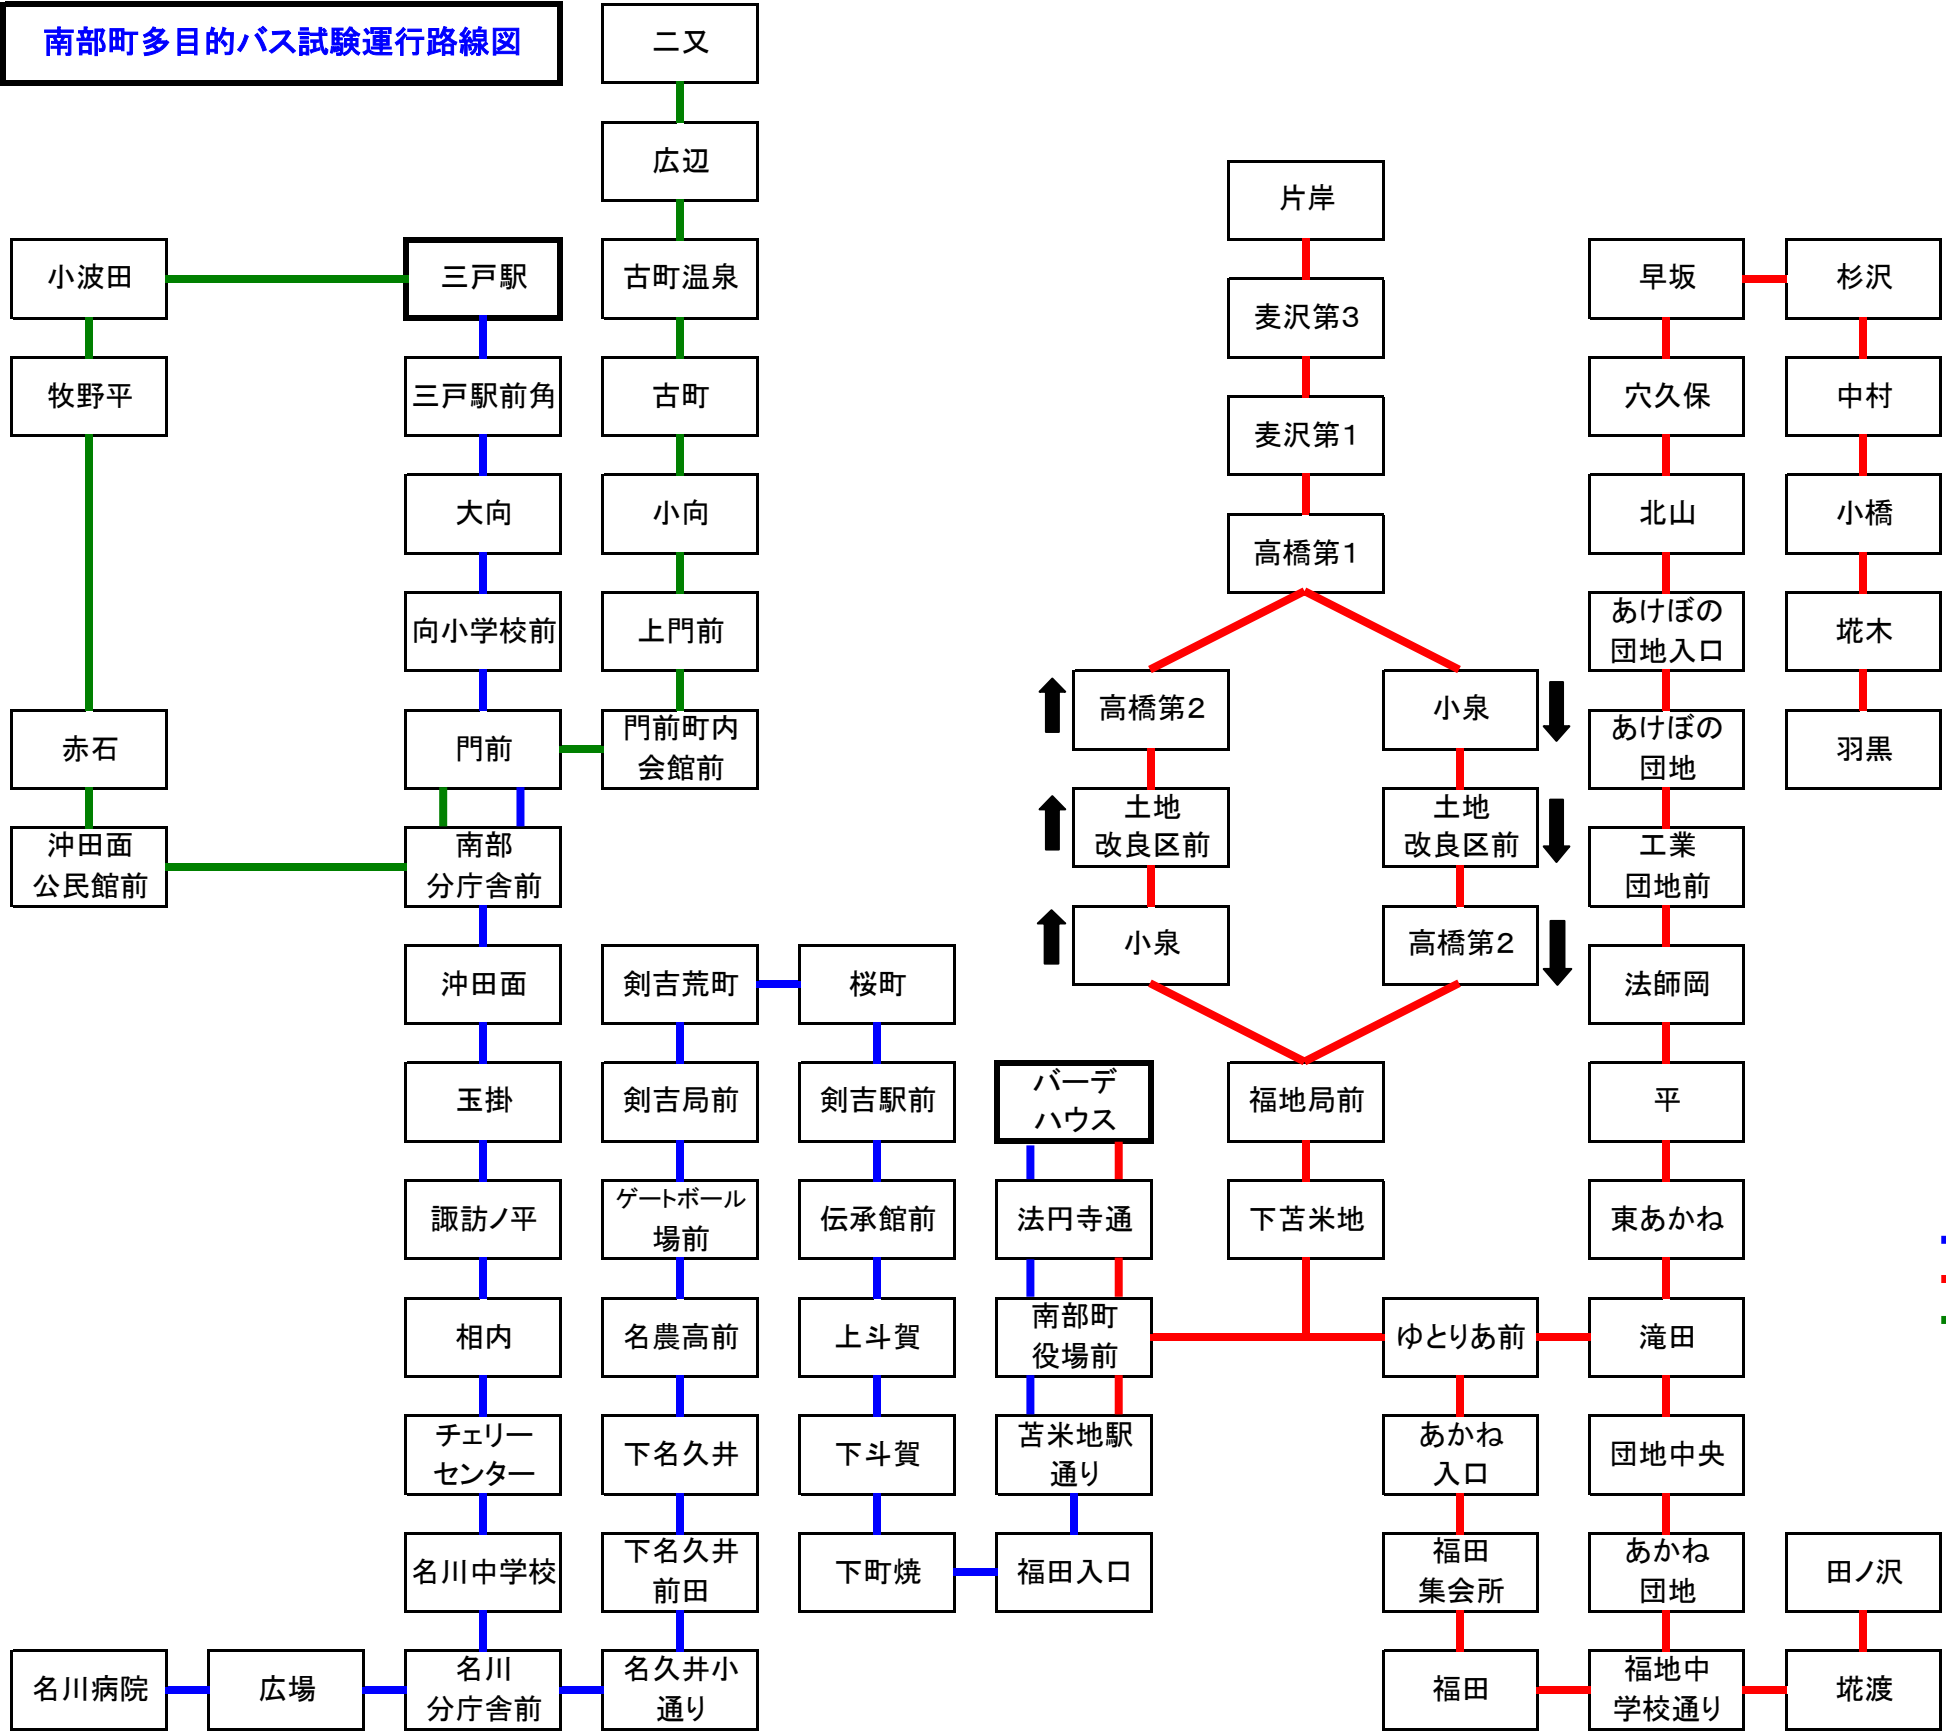 南部町多目的バス試験運行路線図
二又
広辺
片岸
小波田
三戸駅
古町温泉
早坂
杉沢
麦沢第3
牧野平
三戸駅前角
古町
穴久保
中村
麦沢第1
大向
小向
北山
小橋
高橋第1
向小学校前
上門前
あけぼの
団地入口
埖木
高橋第2
小泉
赤石
門前
門前町内
会館前
あけぼの
団地
羽黒
土地
改良区前
土地
改良区前
沖田面
公民館前
南部
分庁舎前
工業
団地前
小泉
高橋第2
沖田面
剣吉荒町
桜町
法師岡
玉掛
剣吉局前
剣吉駅前
バーデ
ハウス
福地局前
平
諏訪ノ平
ゲートボール
場前
伝承館前
法円寺通
下苫米地
東あかね
相内
名農高前
上斗賀
南部町
役場前
ゆとりあ前
滝田
チェリー
センター
下名久井
下斗賀
苫米地駅
通り
あかね
入口
団地中央
名川中学校
下名久井
前田
下町焼
福田入口
福田
集会所
あかね
団地
田ノ沢
名川病院
広場
名川
分庁舎前
名久井小
通り
福田
福地中
学校通り
埖渡